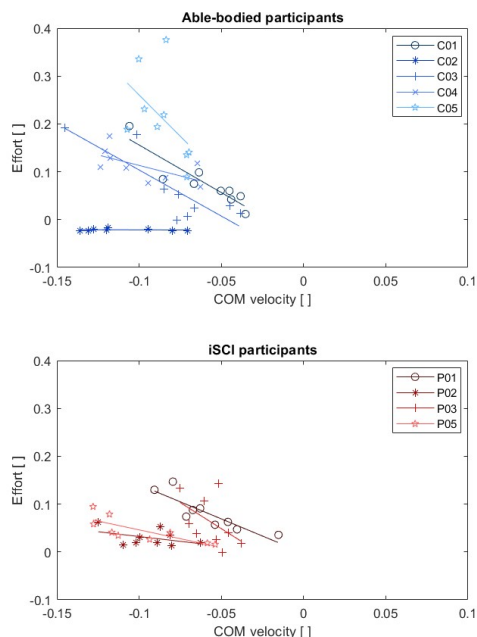 Able-bodied participants
0.4
0.3
0.2
0.1
0
-0.1
Effort [ ]
-0.15
-0.1
-0.05
0
0.05
0.1
COM velocity [ ]
C01
C02
C03
C04
C05
iSCI participants
0.4
0.3
0.2
0.1
0
-0.1
Effort [ ]
-0.15
-0.1
-0.05
0
0.05
0.1
COM velocity [ ]
P01
P02
P03
P05